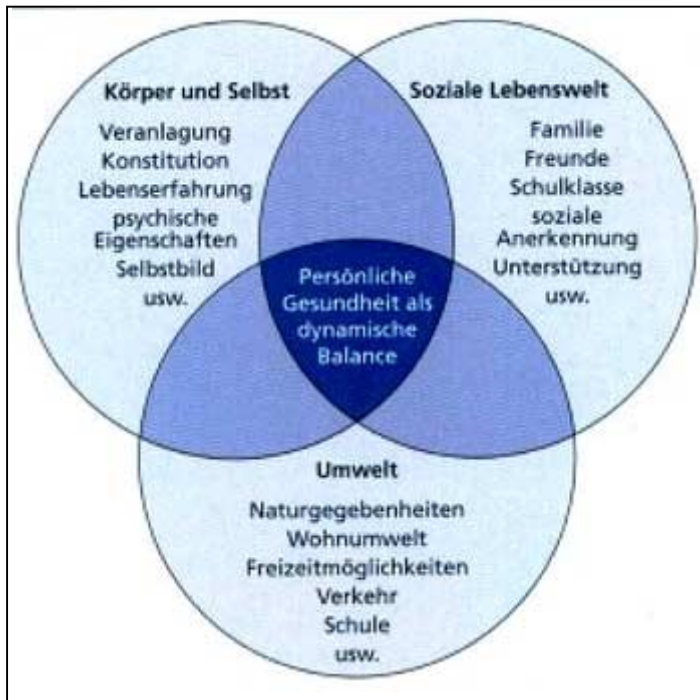 Körper und Selbst
Veranlagung
Konstitution
Lebenserfahrung
psychische
Eigenschaften
Selbstbild
usw.
Soziale Lebenswelt
Familie
Freunde
Schulklasse
soziale
Anerkennung
Unterstützung
usw.
Persönliche
Gesundheit als
dynamische
Balance
Umwelt
Naturgegebenheiten
Wohnumwelt
Freizeitmöglichkeiten
Verkehr
Schule
usw.